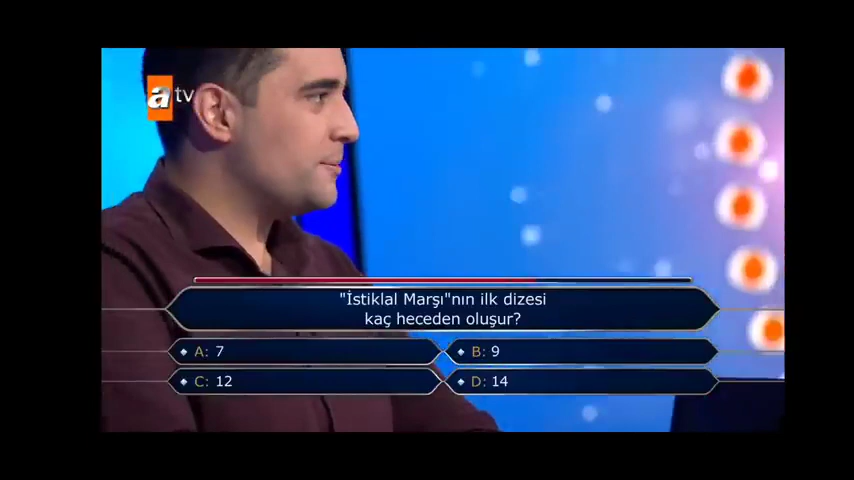 atv
"İstiklal Marşı"nın ilk dizesi
kaç heceden oluşur?
A: 7
B: 9
C: 12
D: 14